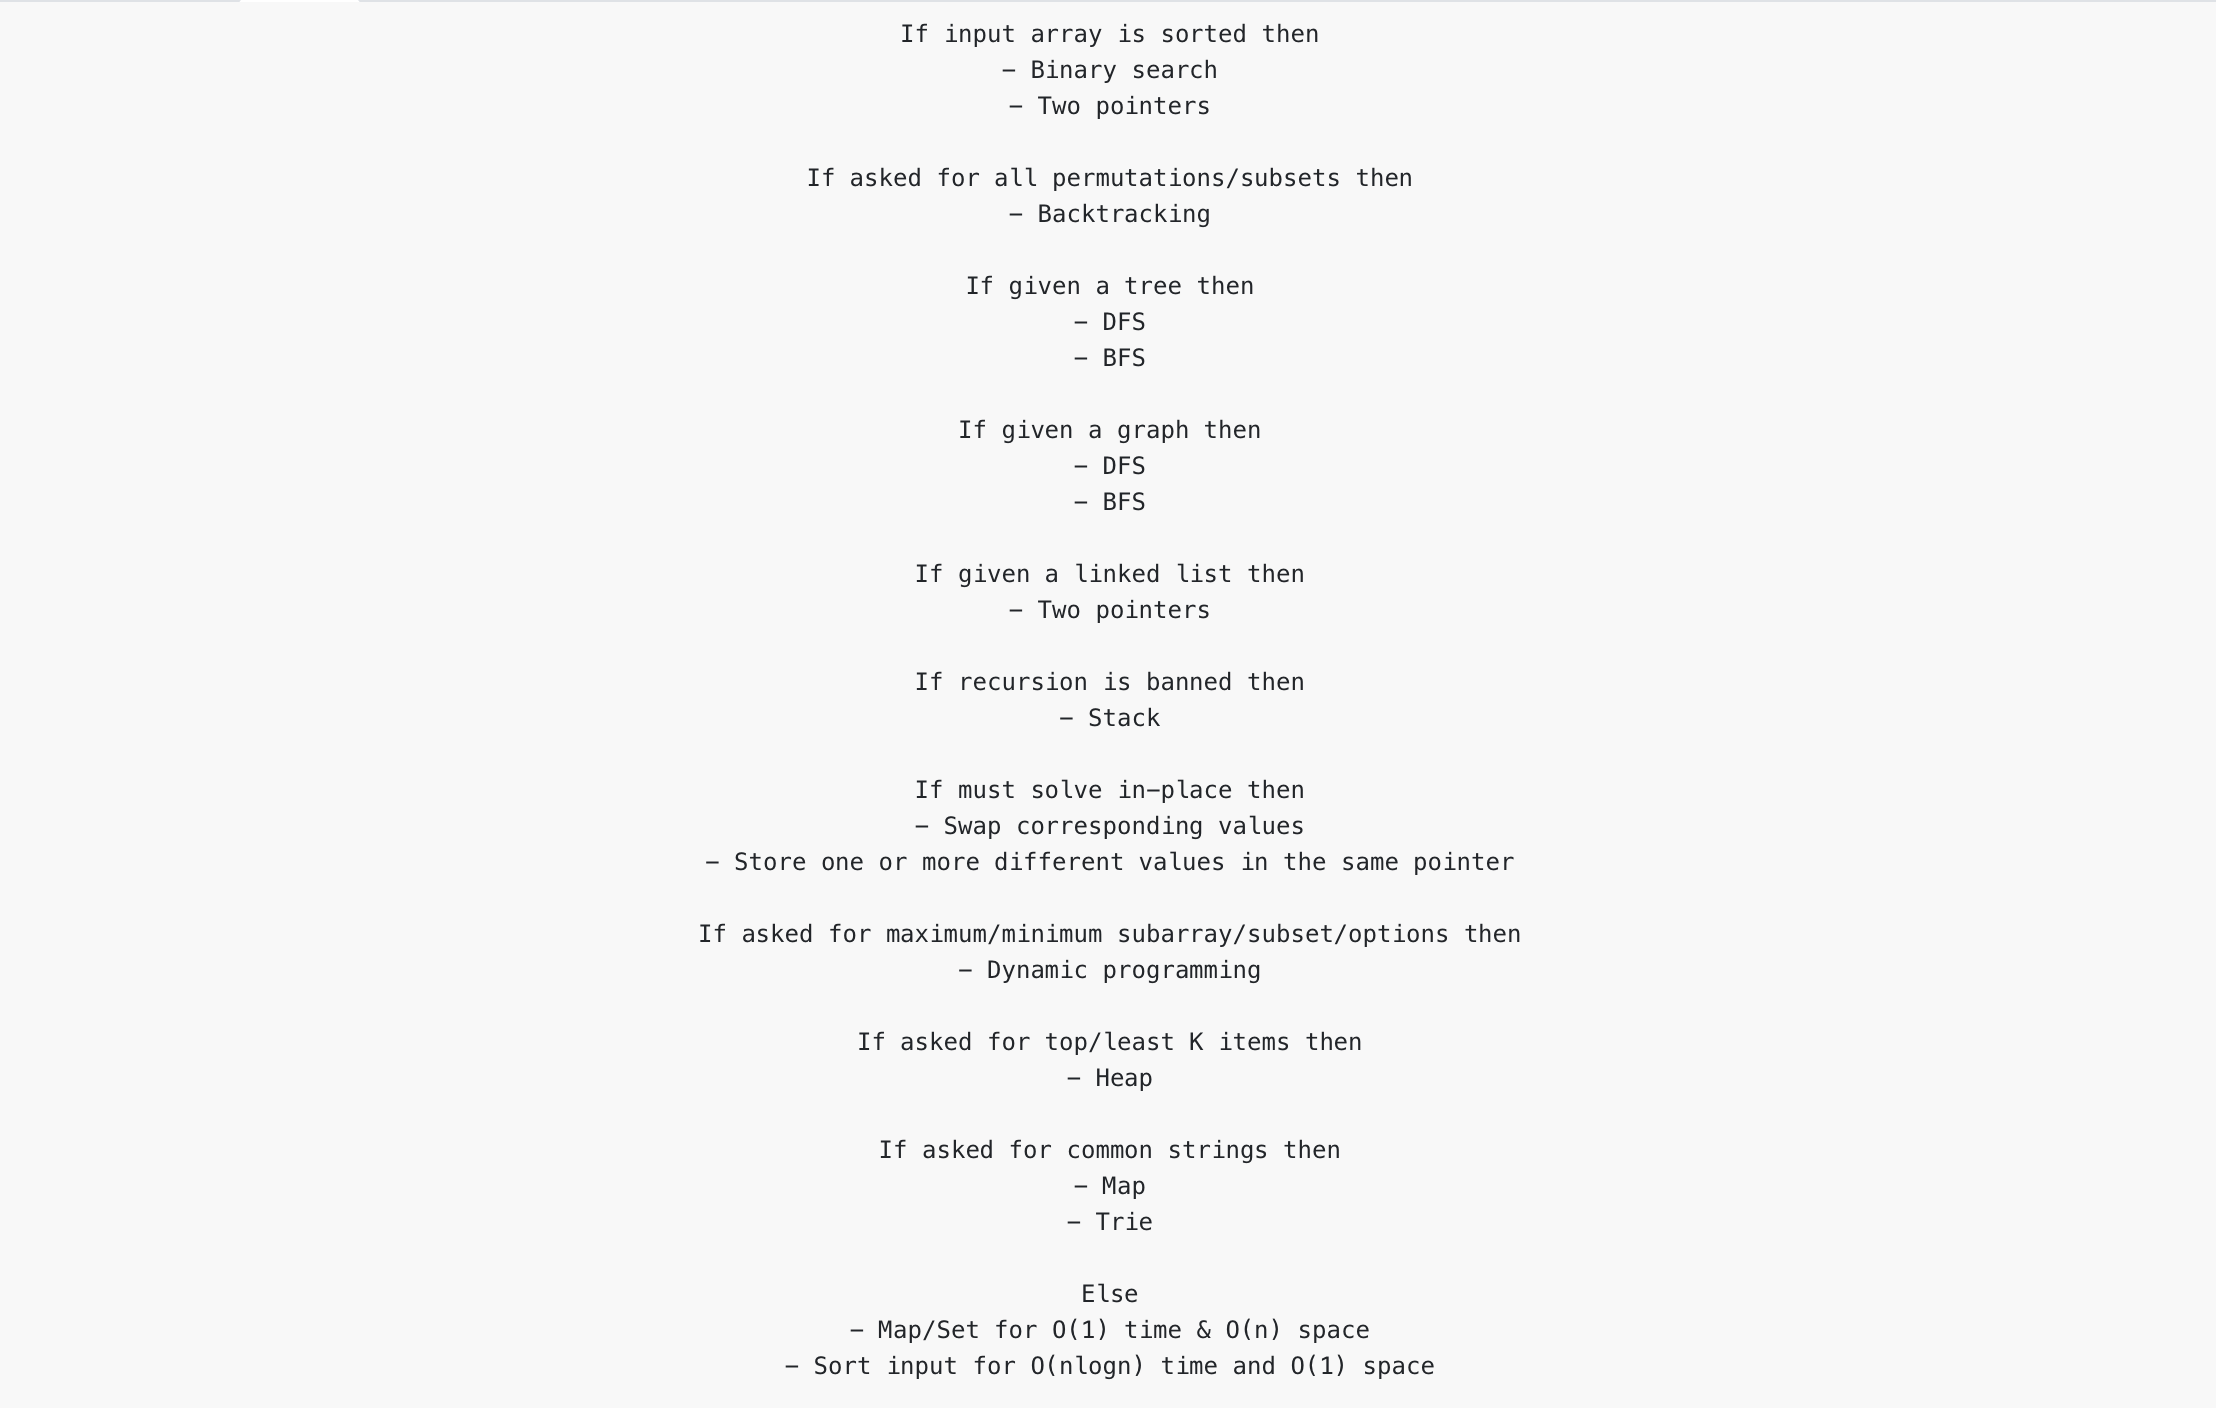 If input array is sorted then
– Binary search
– Two pointers
If asked for all permutations/subsets then
– Backtracking
If given a tree then
– DFS
– BFS
If given a graph then
– DFS
– BFS
If given a linked list then
– Two pointers
If recursion is banned then
– Stack
If must solve in–place then
– Swap corresponding values
– Store one or more different values in the same pointer
If asked for maximum/minimum subarray/subset/options then
– Dynamic programming
If asked for top/least K items then
– Heap
If asked for common strings then
– Map
– Trie
Else
– Map/Set for O(1) time & O(n) space
– Sort input for O(nlogn) time and O(1) space